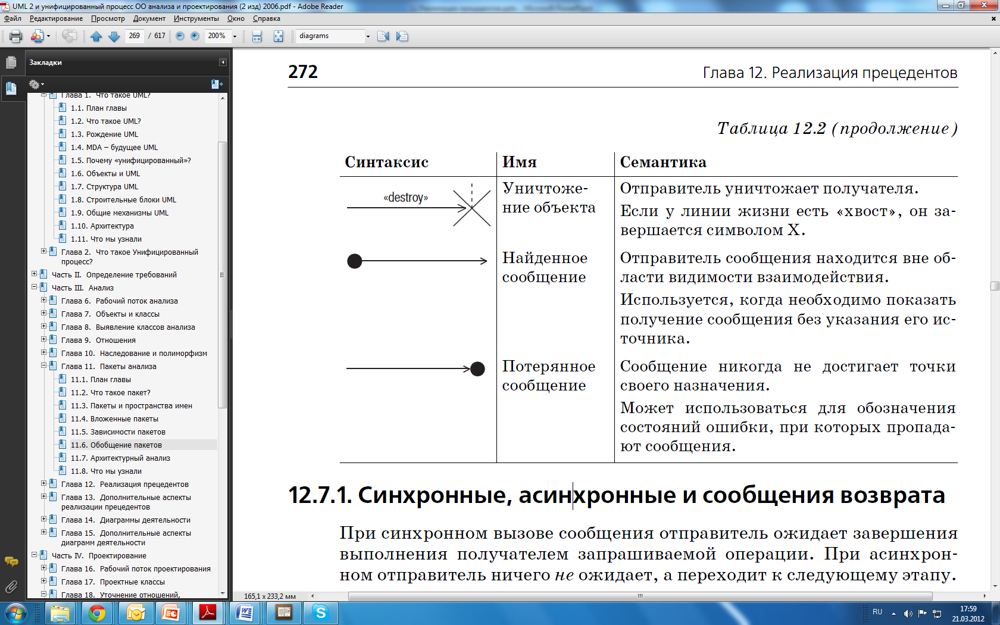 UML 2 и унифицированный процесс ОО анализа и проектирования (2 изд) 2006.pdf - Adobe Reader
Файл Редактирование Просмотр Документ Инструменты Окно Справка
269 / 617 200% diagrams
Закладки
Глава 1. Что такое UML?
1.1. План главы
1.2. Что такое UML?
1.3. Рождение UML
1.4. MDA – будущее UML
1.5. Почему «унифицированный»?
1.6. Объекты и UML
1.7. Структура UML
1.8. Строительные блоки UML
1.9. Общие механизмы UML
1.10. Архитектура
1.11. Что мы узнали
Глава 2. Что такое Унифицированный
процесс?
Часть II. Определение требований
Часть III. Анализ
Глава 6. Рабочий поток анализа
Глава 7. Объекты и классы
Глава 8. Выявление классов анализа
Глава 9. Отношения
Глава 10. Наследование и полиморфизм
Глава 11. Пакеты анализа
11.1. План главы
11.2. Что такое пакет?
11.3. Пакеты и пространства имен
11.4. Вложенные пакеты
11.5. Зависимости пакетов
11.6. Обобщение пакетов
11.7. Архитектурный анализ
11.8. Что мы узнали
Глава 12. Реализация прецедентов
Глава 13. Дополнительные аспекты
реализации прецедентов
Глава 14. Диаграммы деятельности
Глава 15. Дополнительные аспекты
диаграмм деятельности
Часть IV. Проектирование
Глава 16. Рабочий поток проектирования
Глава 17. Проектные классы
Глава 18. Уточнение отношений,
272 Глава 12. Реализация прецедентов
Таблица 12.2 (продолжение)
Синтаксис Имя Семантика
«destroy»
Уничтоже-
ние объекта
Отправитель уничтожает получателя.
Если у линии жизни есть «хвост», он за-
вершается символом X.
Найденное
сообщение
Отправитель сообщения находится вне об-
ласти видимости взаимодействия.
Используется, когда необходимо показать
получение сообщения без указания его ис-
точника.
Потерянное
сообщение
Сообщение никогда не достигает точки
своего назначения.
Может использоваться для обозначения
состояний ошибки, при которых пропада-
ют сообщения.
12.7.1. Синхронные, асинхронные и сообщения возврата
При синхронном вызове сообщения отправитель ожидает завершения
выполнения получателем запрашиваемой операции. При асинхрон-
ном отправитель ничего не ожидает, а переходит к следующему этапу.
165,1 x 233,2 мм
RU
17:59
21.03.2012